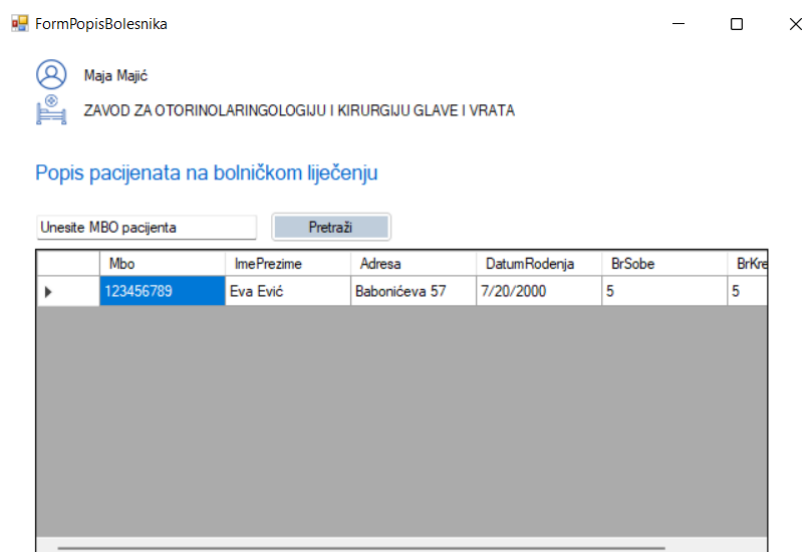 FormPopisBolesnika
Maja Majić
ZAVOD ZA OTORINOLARINGOLOGIJU I KIRURGIJU GLAVE I VRATA
Popis pacijenata na bolničkom liječenju
Unesite MBO pacijenta Pretraži
Mbo ImePrezime Adresa DatumRodenja BrSobe BrKre
123456789 Eva Ević Babonićeva 57 7/20/2000 5 5